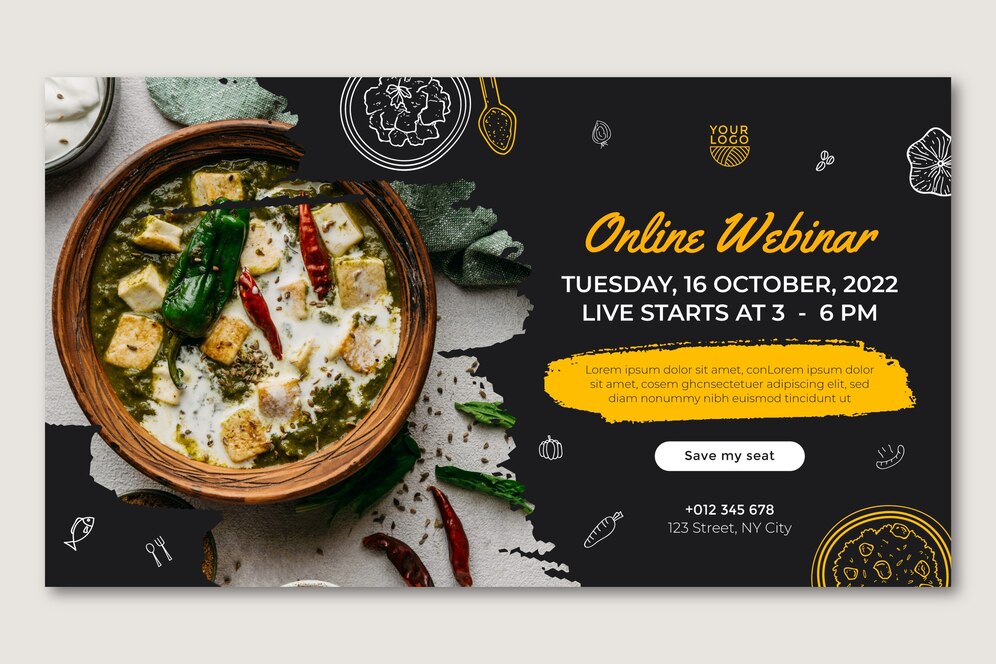 YOUR
LOGO
Online Webinar
TUESDAY, 16 OCTOBER, 2022
LIVE STARTS AT 3 - 6 PM
Lorem ipsum dolor sit amet, conLorem ipsum dolor
sit amet, cosem ghcnsectetuer adipiscing elit, sed
diam nonummy nibh euismod tincidunt ut
Save my seat
+012 345 678
123 Street, NY City